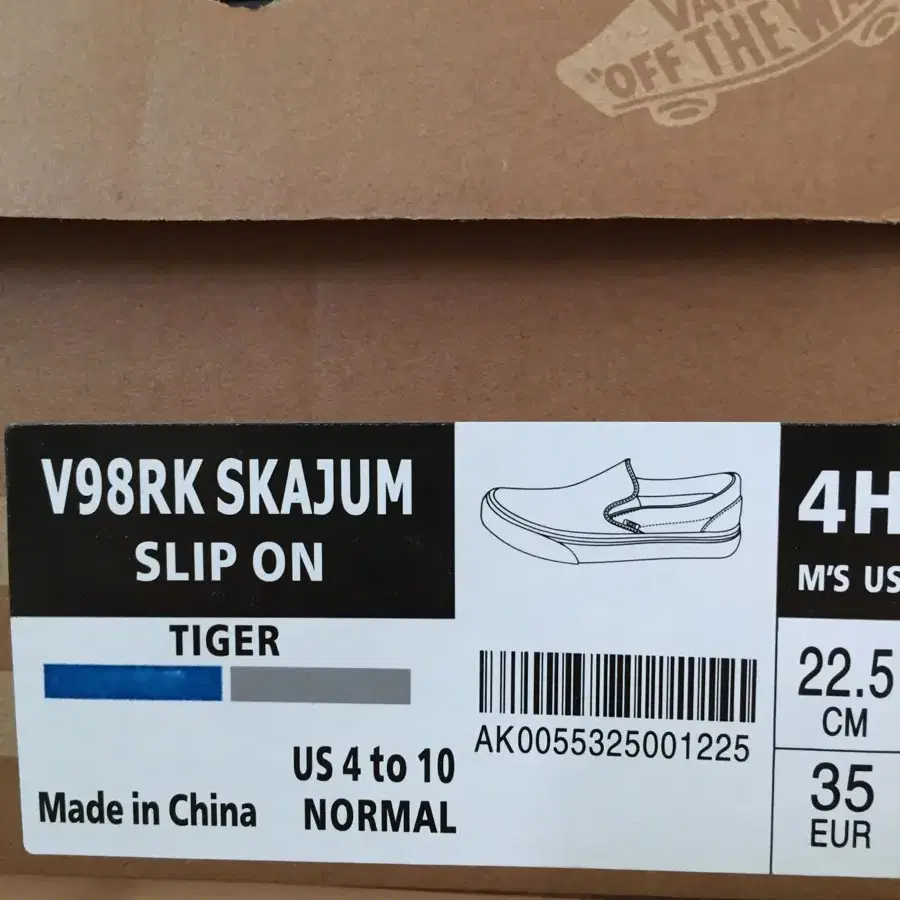 "OFF THE WA
V98RK SKAJUM
SLIP ON
TIGER
US 4 to 10
Made in China NORMAL
AK0055325001225
4H
M'S US
22.5
CM
35
EUR